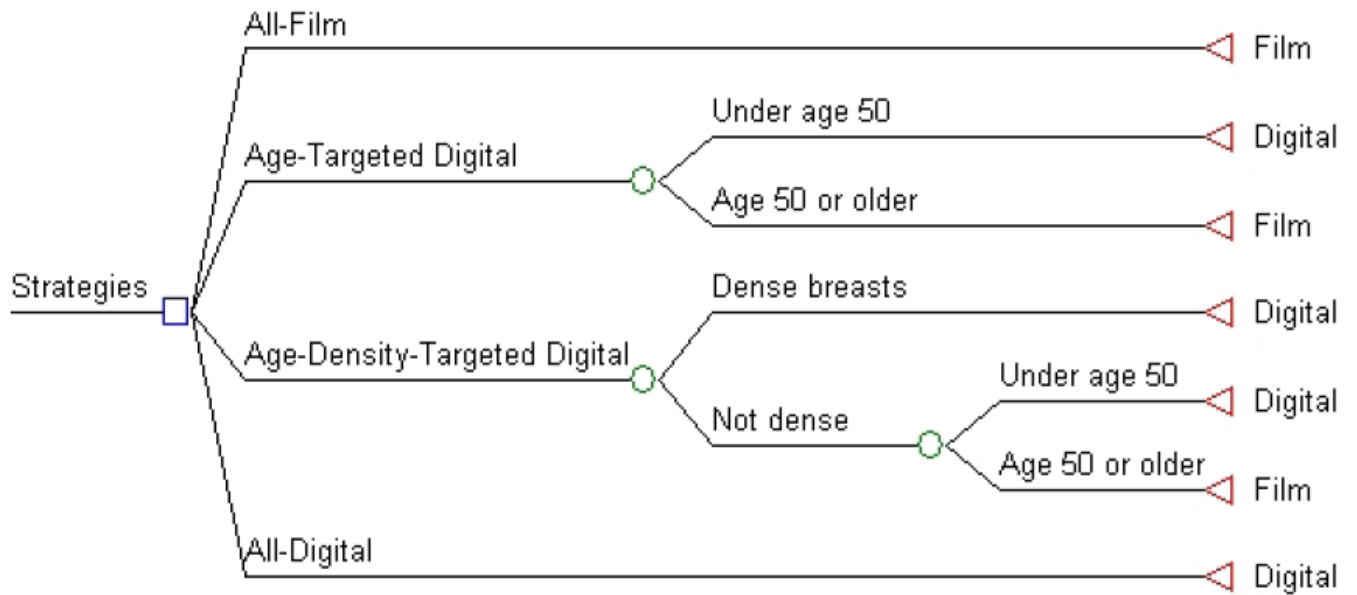 All-Film
Film
Under age 50
Digital
Age-Targeted Digital
Age 50 or older
Film
Strategies
Dense breasts
Digital
Age-Density-Targeted Digital
Under age 50
Digital
Not dense
Age 50 or older
Film
All-Digital
Digital